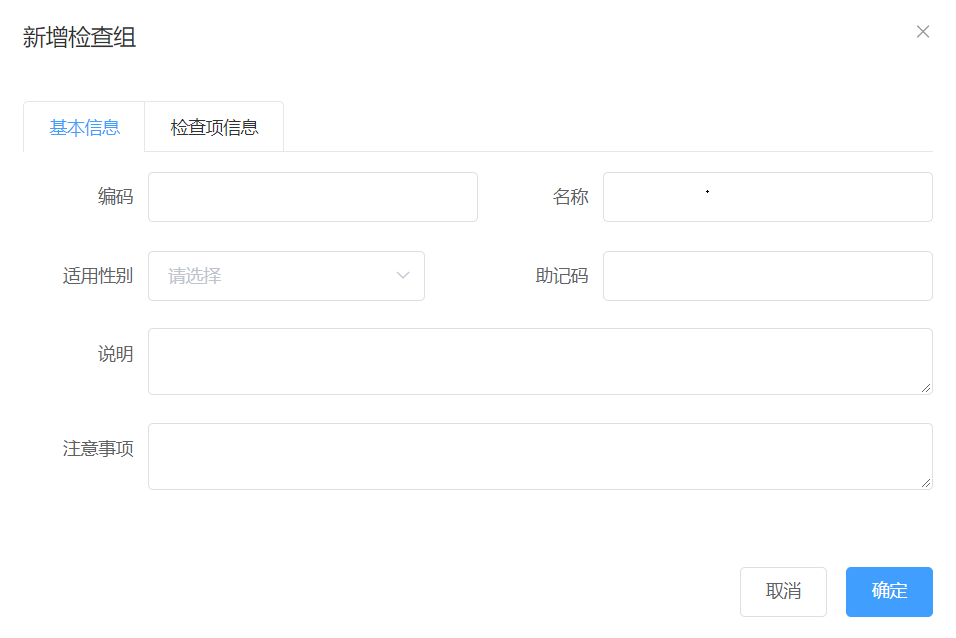 新增检查组
基本信息 检查项信息
编码 名称
适用性别 请选择 助记码
说明
注意事项
取消 确定